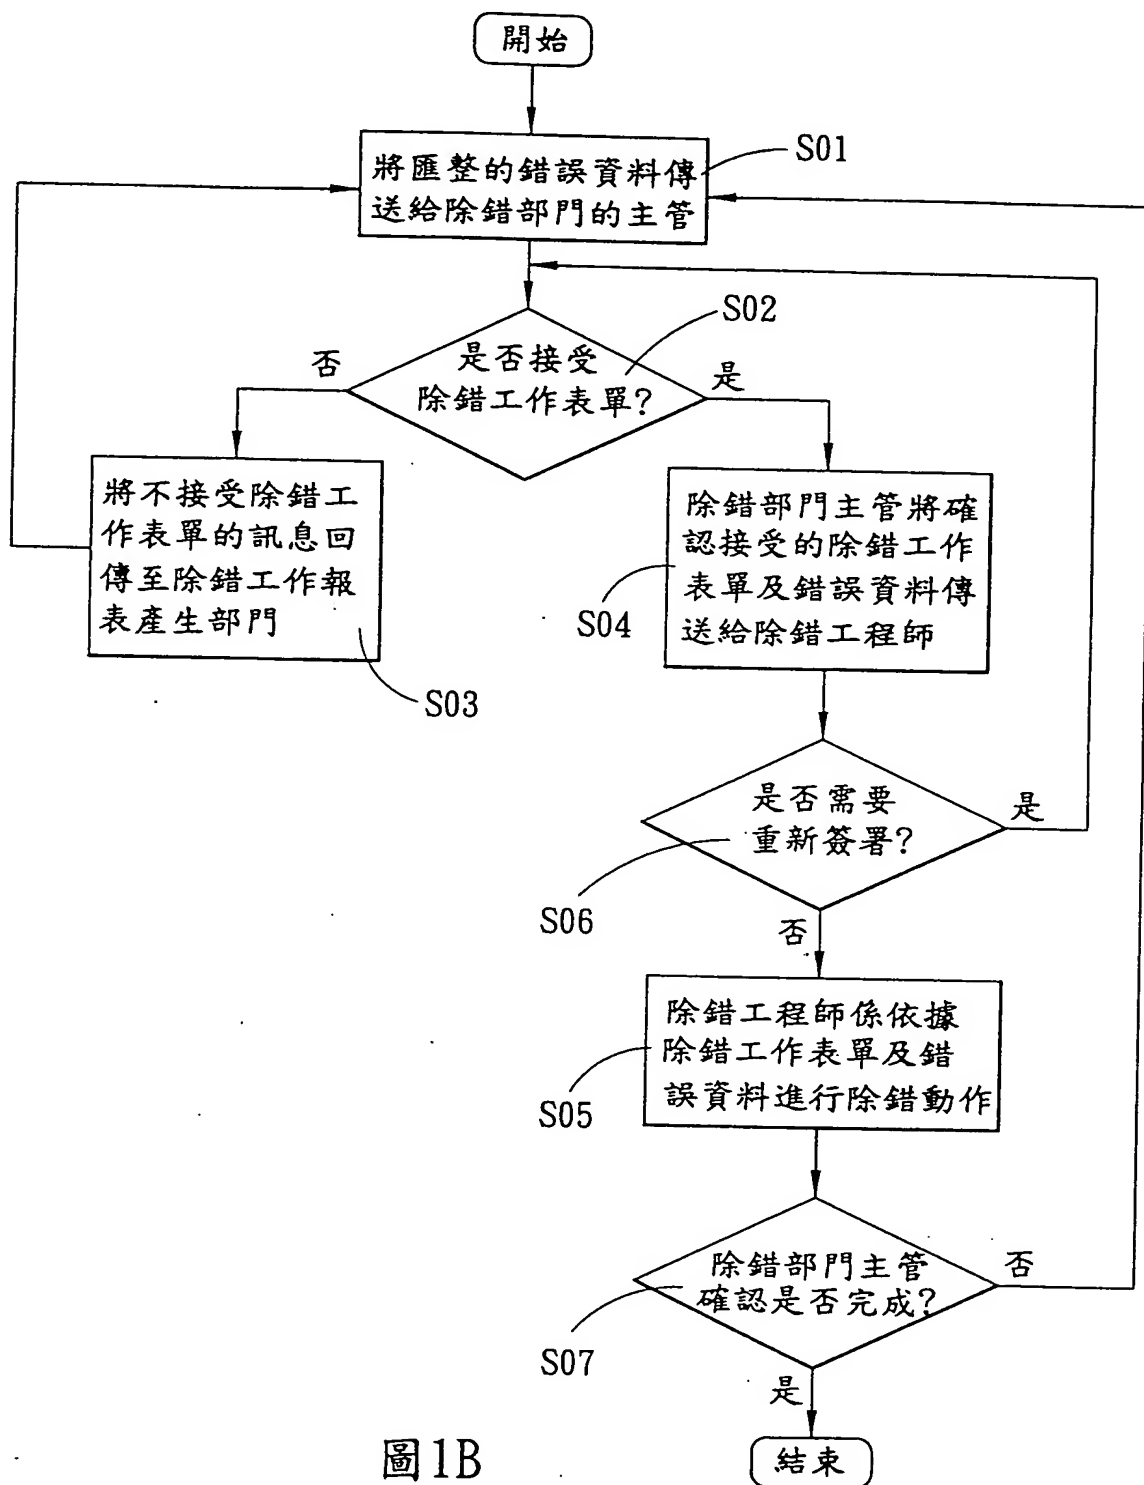 開始
將匯整的錯誤資料傳
送給除錯部門的主管
S01
是否接受
除錯工作表單?
S02
否
是
將不接受除錯工
作表單的訊息回
傳至除錯工作報
表產生部門
S03
除錯部門主管將確
認接受的除錯工作
表單及錯誤資料傳
送給除錯工程師
S04
是否需要
重新簽署?
是
S06
否
除錯工程師係依據
除錯工作表單及錯
誤資料進行除錯動作
S05
除錯部門主管
確認是否完成?
否
S07
是
結束
圖1B